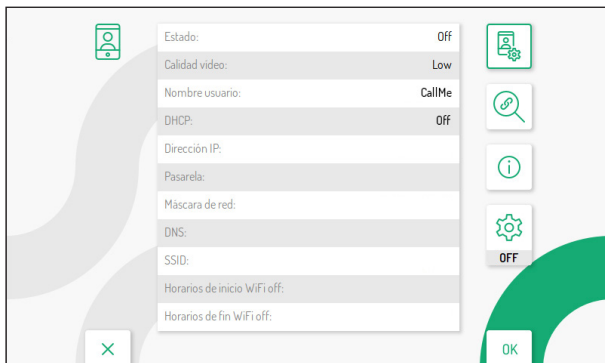 Estado: Off
Calidad video: Low
Nombre usuario: CallMe
DHCP: Off
Dirección IP:
Pasarela:
Máscara de red:
DNS:
SSID:
Horarios de inicio WiFi off:
Horarios de fin WiFi off:
OFF
OK